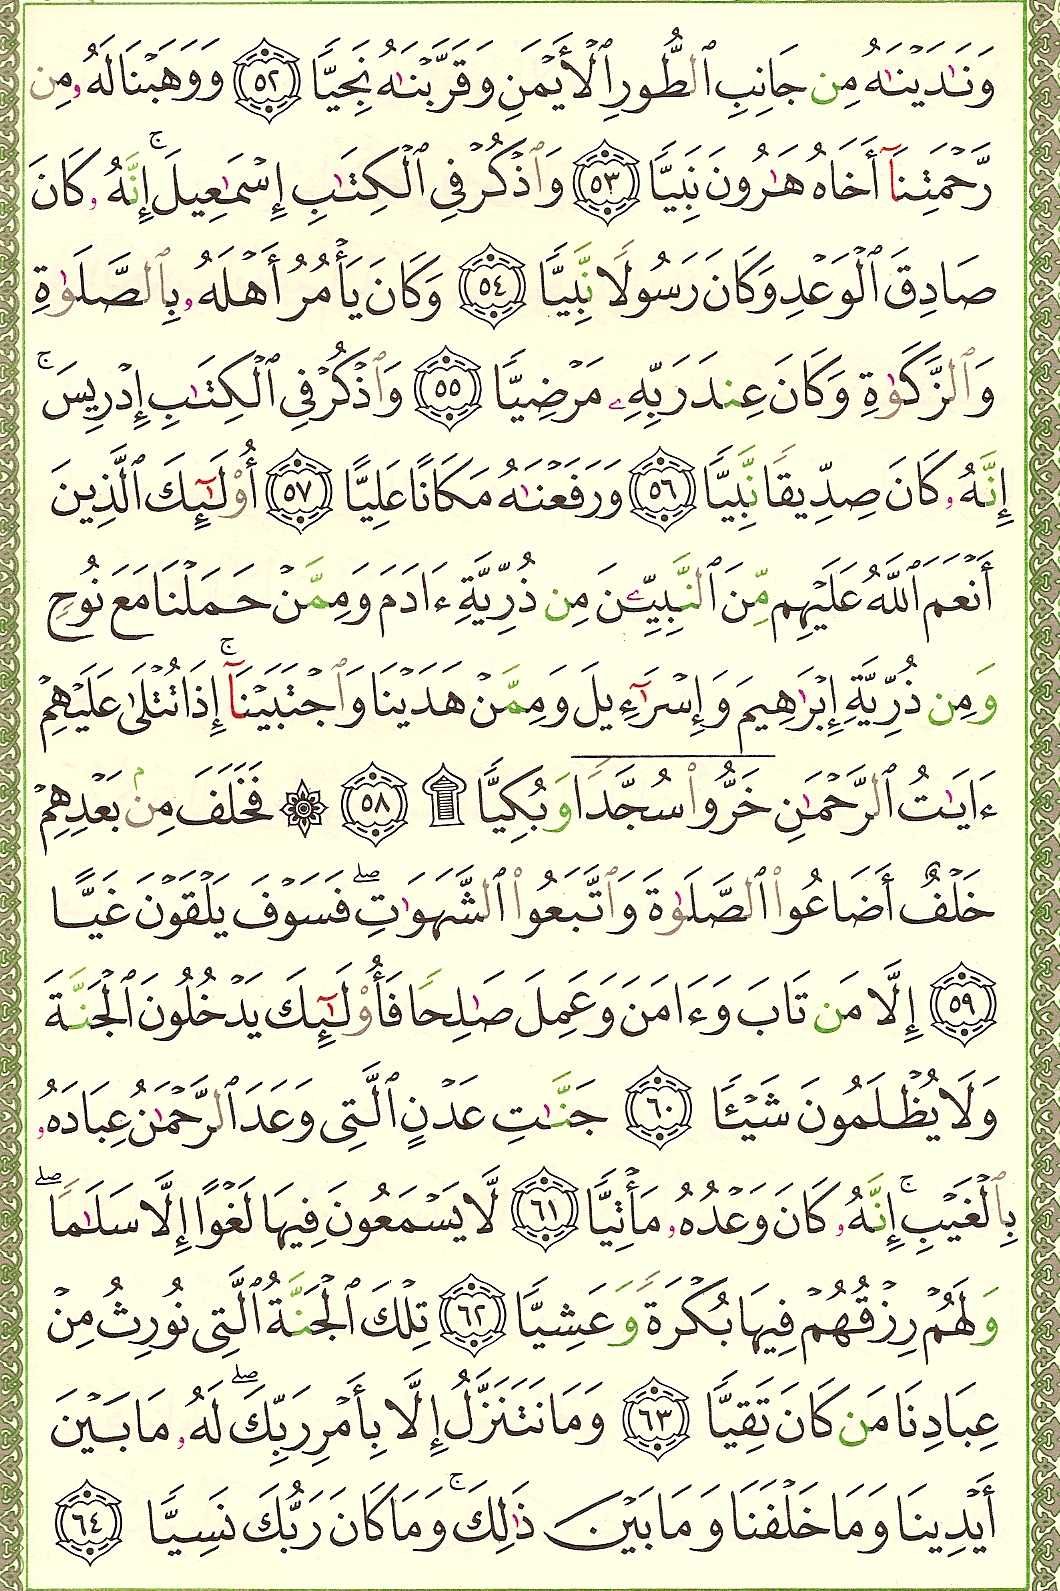 وَنَٰدَيْنَٰهُ مِن جَانِبِ ٱلطُّورِ ٱلْأَيْمَنِ وَقَرَّبْنَٰهُ نَجِيًّا ٥٢ وَوَهَبْنَا لَهُۥ مِن
رَّحْمَتِنَآ أَخَاهُ هَٰرُونَ نَبِيًّا ٥٣ وَٱذْكُرْ فِى ٱلْكِتَٰبِ إِسْمَٰعِيلَ ۚ إِنَّهُۥ كَانَ
صَادِقَ ٱلْوَعْدِ وَكَانَ رَسُولًا نَّبِيًّا ٥٤ وَكَانَ يَأْمُرُ أَهْلَهُۥ بِٱلصَّلَوٰةِ
وَٱلزَّكَوٰةِ وَكَانَ عِندَ رَبِّهِۦ مَرْضِيًّا ٥٥ وَٱذْكُرْ فِى ٱلْكِتَٰبِ إِدْرِيسَ ۚ
إِنَّهُۥ كَانَ صِدِّيقًا نَّبِيًّا ٥٦ وَرَفَعْنَٰهُ مَكَانًا عَلِيًّا ٥٧ أُو۟لَٰٓئِكَ ٱلَّذِينَ
أَنْعَمَ ٱللَّهُ عَلَيْهِم مِّنَ ٱلنَّبِيِّۦنَ مِن ذُرِّيَّةِ ءَادَمَ وَمِمَّنْ حَمَلْنَا مَعَ نُوحٍ
وَمِن ذُرِّيَّةِ إِبْرَٰهِيمَ وَإِسْرَٰٓءِيلَ وَمِمَّنْ هَدَيْنَا وَٱجْتَبَيْنَآ ۚ إِذَا تُتْلَىٰ عَلَيْهِمْ
ءَايَٰتُ ٱلرَّحْمَٰنِ خَرُّوا۟ سُجَّدًا وَبُكِيًّا ۩ ٥٨ ۞ فَخَلَفَ مِنۢ بَعْدِهِمْ
خَلْفٌ أَضَاعُوا۟ ٱلصَّلَوٰةَ وَٱتَّبَعُوا۟ ٱلشَّهَوَٰتِ ۖ فَسَوْفَ يَلْقَوْنَ غَيًّا
٥٩ إِلَّا مَن تَابَ وَءَامَنَ وَعَمِلَ صَٰلِحًا فَأُو۟لَٰٓئِكَ يَدْخُلُونَ ٱلْجَنَّةَ
وَلَا يُظْلَمُونَ شَيْـًٔا ٦٠ جَنَّٰتِ عَدْنٍ ٱلَّتِى وَعَدَ ٱلرَّحْمَٰنُ عِبَادَهُۥ
بِٱلْغَيْبِ ۚ إِنَّهُۥ كَانَ وَعْدُهُۥ مَأْتِيًّا ٦١ لَّا يَسْمَعُونَ فِيهَا لَغْوًا إِلَّا سَلَٰمًا ۖ
وَلَهُمْ رِزْقُهُمْ فِيهَا بُكْرَةً وَعَشِيًّا ٦٢ تِلْكَ ٱلْجَنَّةُ ٱلَّتِى نُورِثُ مِنْ
عِبَادِنَا مَن كَانَ تَقِيًّا ٦٣ وَمَا نَتَنَزَّلُ إِلَّا بِأَمْرِ رَبِّكَ ۖ لَهُۥ مَا بَيْنَ
أَيْدِينَا وَمَا خَلْفَنَا وَمَا بَيْنَ ذَٰلِكَ ۚ وَمَا كَانَ رَبُّكَ نَسِيًّا ٦٤